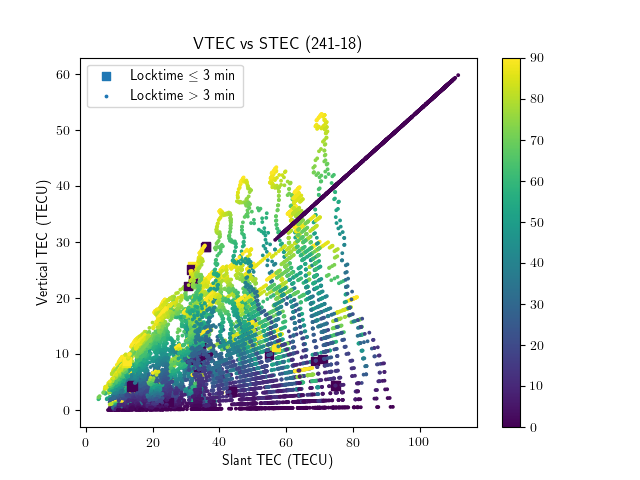 VTEC vs STEC (241-18)
Locktime ≤ 3 min
Locktime > 3 min
Vertical TEC (TECU)
60
50
40
30
20
10
0
0 20 40 60 80 100
Slant TEC (TECU)
90
80
70
60
50
40
30
20
10
0